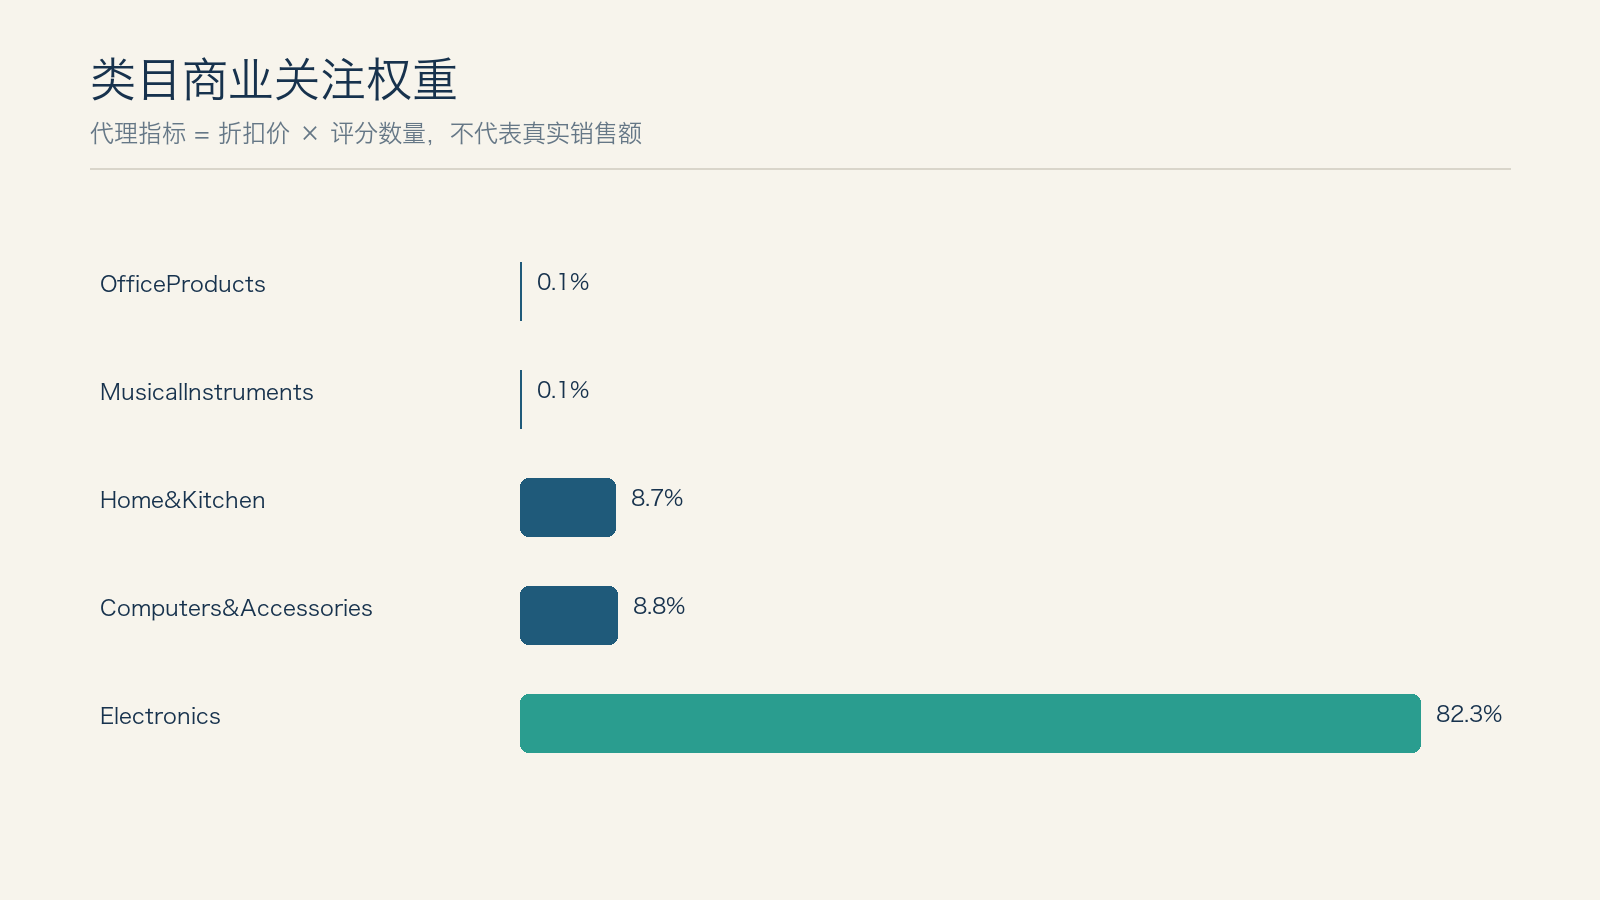 类目商业关注权重
代理指标 = 折扣价 × 评分数量，不代表真实销售额
OfficeProducts 0.1%
MusicalInstruments 0.1%
Home&Kitchen 8.7%
Computers&Accessories 8.8%
Electronics 82.3%